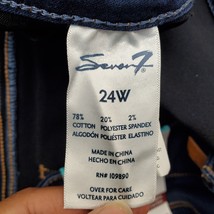 Seven7
24W
78% 20% 2%
COTTON POLYESTER SPANDEX
ALGODÓN POLIÉSTER ELASTINO
MADE IN CHINA
HECHO EN CHINA
RN# 109890
OVER FOR CARE
VOLTEAR PARA CUIDADO